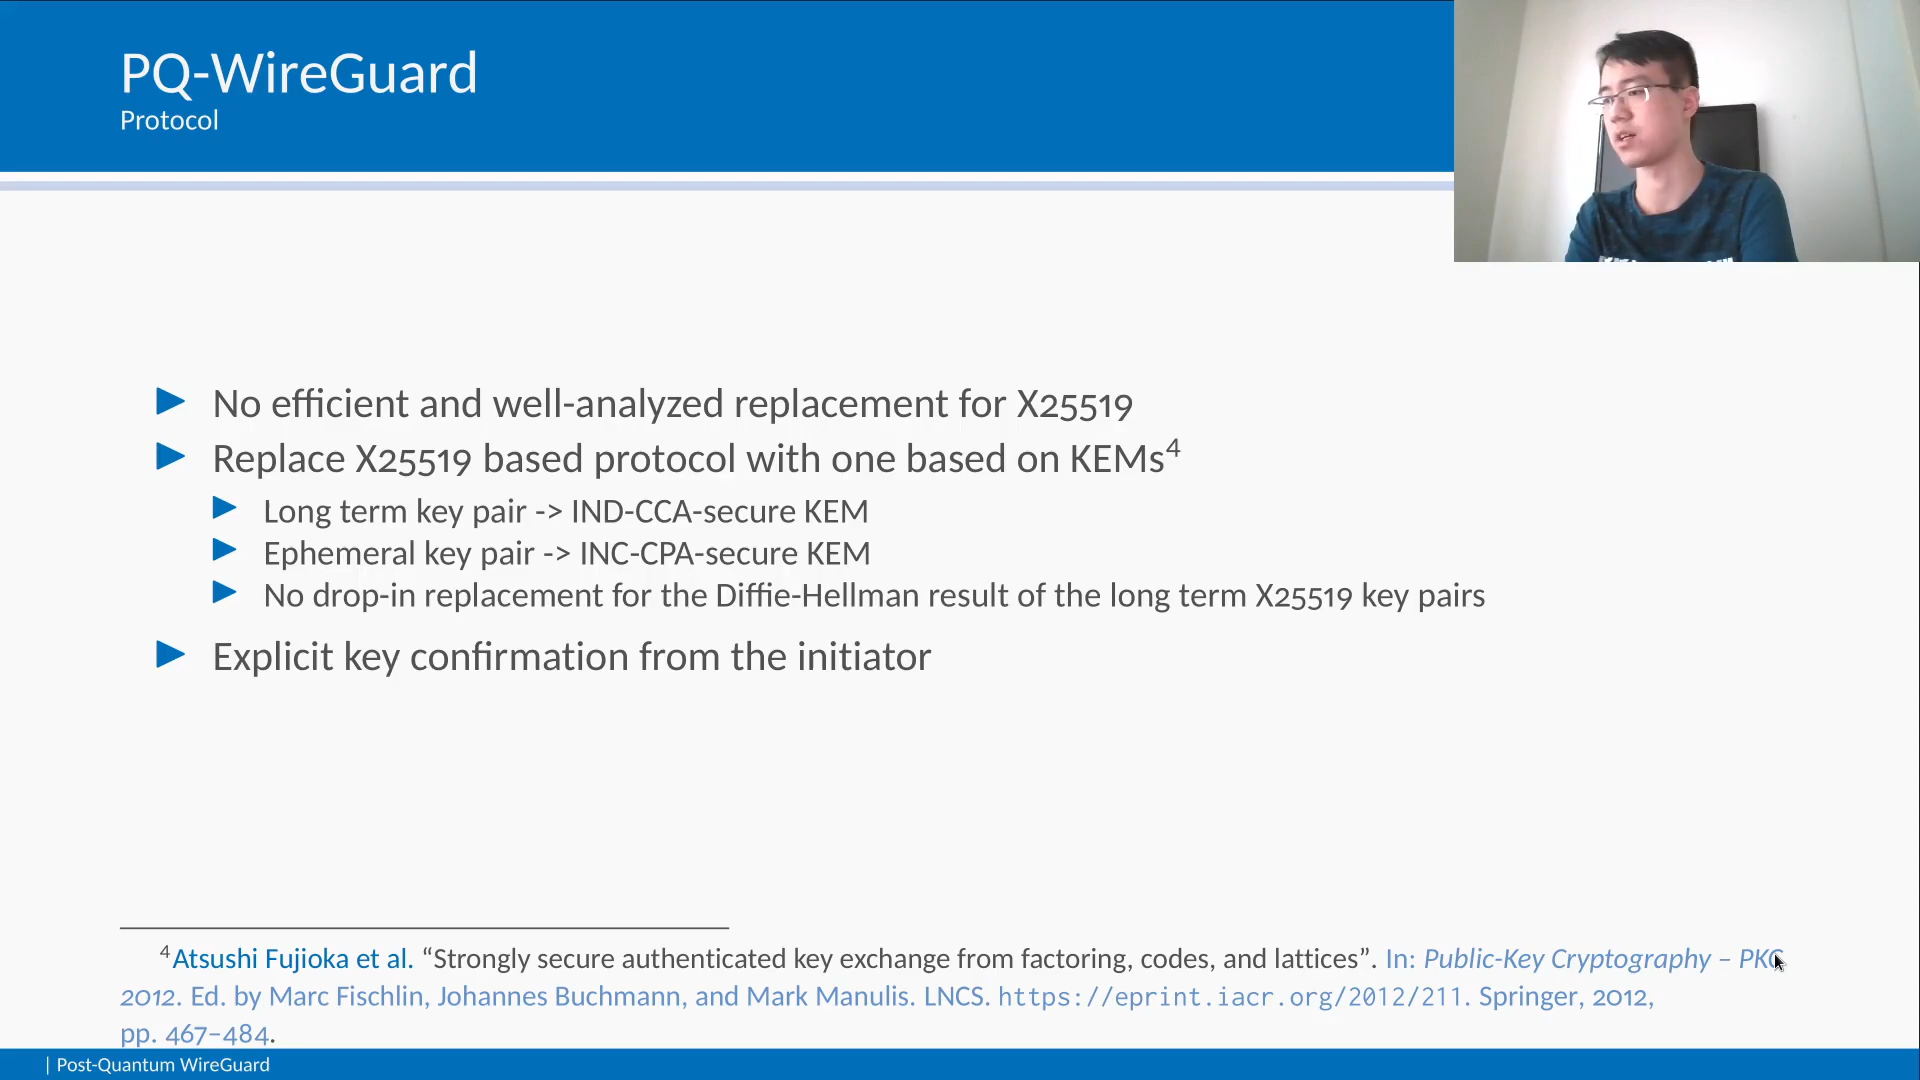 PQ-WireGuard
Protocol
No efficient and well-analyzed replacement for X25519
Replace X25519 based protocol with one based on KEMs4
Long term key pair -> IND-CCA-secure KEM
Ephemeral key pair -> INC-CPA-secure KEM
No drop-in replacement for the Diffie-Hellman result of the long term X25519 key pairs
Explicit key confirmation from the initiator
4Atsushi Fujioka et al. “Strongly secure authenticated key exchange from factoring, codes, and lattices”. In: Public-Key Cryptography – PKC
2012. Ed. by Marc Fischlin, Johannes Buchmann, and Mark Manulis. LNCS. https://eprint.iacr.org/2012/211. Springer, 2012,
pp. 467–484.
| Post-Quantum WireGuard